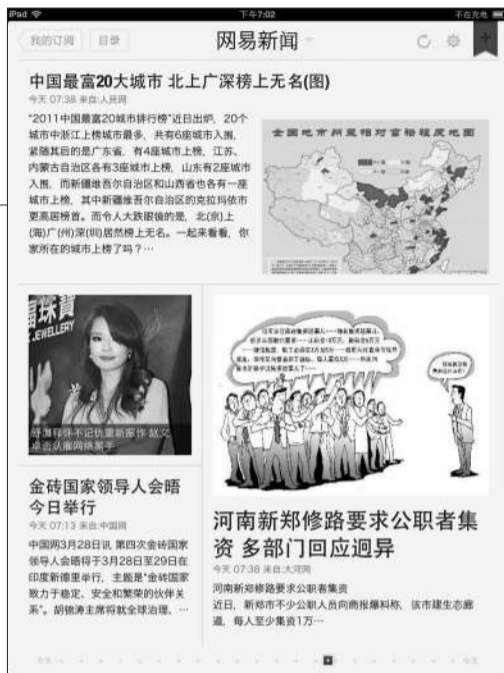 iPad
下午7:02
不在充电
我的订阅
目录
网易新闻
中国最富20大城市 北上广深榜上无名(图)
今天 07:38 来自:人民网
“2011中国最富20城市排行榜”近日出炉，20个
城市中浙江上榜城市最多，共有6座城市入围，
紧随其后的是广东省，有4座城市上榜，江苏、
内蒙古自治区各有3座城市上榜，山东有2座城市
入围，而新疆维吾尔自治区和山西省也各有一座
城市上榜，其中新疆维吾尔自治区的克拉玛依市
更高居榜首。而令人大跌眼镜的是，北(京)上
(海)广(州)深(圳)居然榜上无名。一起来看看，你
家所在的城市上榜了吗？…
全国地市州盟相对富裕程度地图
福珠寶
JEWELLERY
金砖国家领导人会晤
今日举行
今天 07:13 来自:中国网
中国网3月28日讯 第四次金砖国家
领导人会晤将于3月28日至29日在
印度新德里举行，主题是“金砖国家
致力于稳定、安全和繁荣的伙伴关
系”。胡锦涛主席将就全球治理、…
河南新郑修路要求公职者集
资 多部门回应迥异
今天 07:38 来自:大河网
河南新郑修路要求公职者集资
近日，新郑市不少公职人员向商报爆料称，该市建生态廊
道，每人至少集资1万…